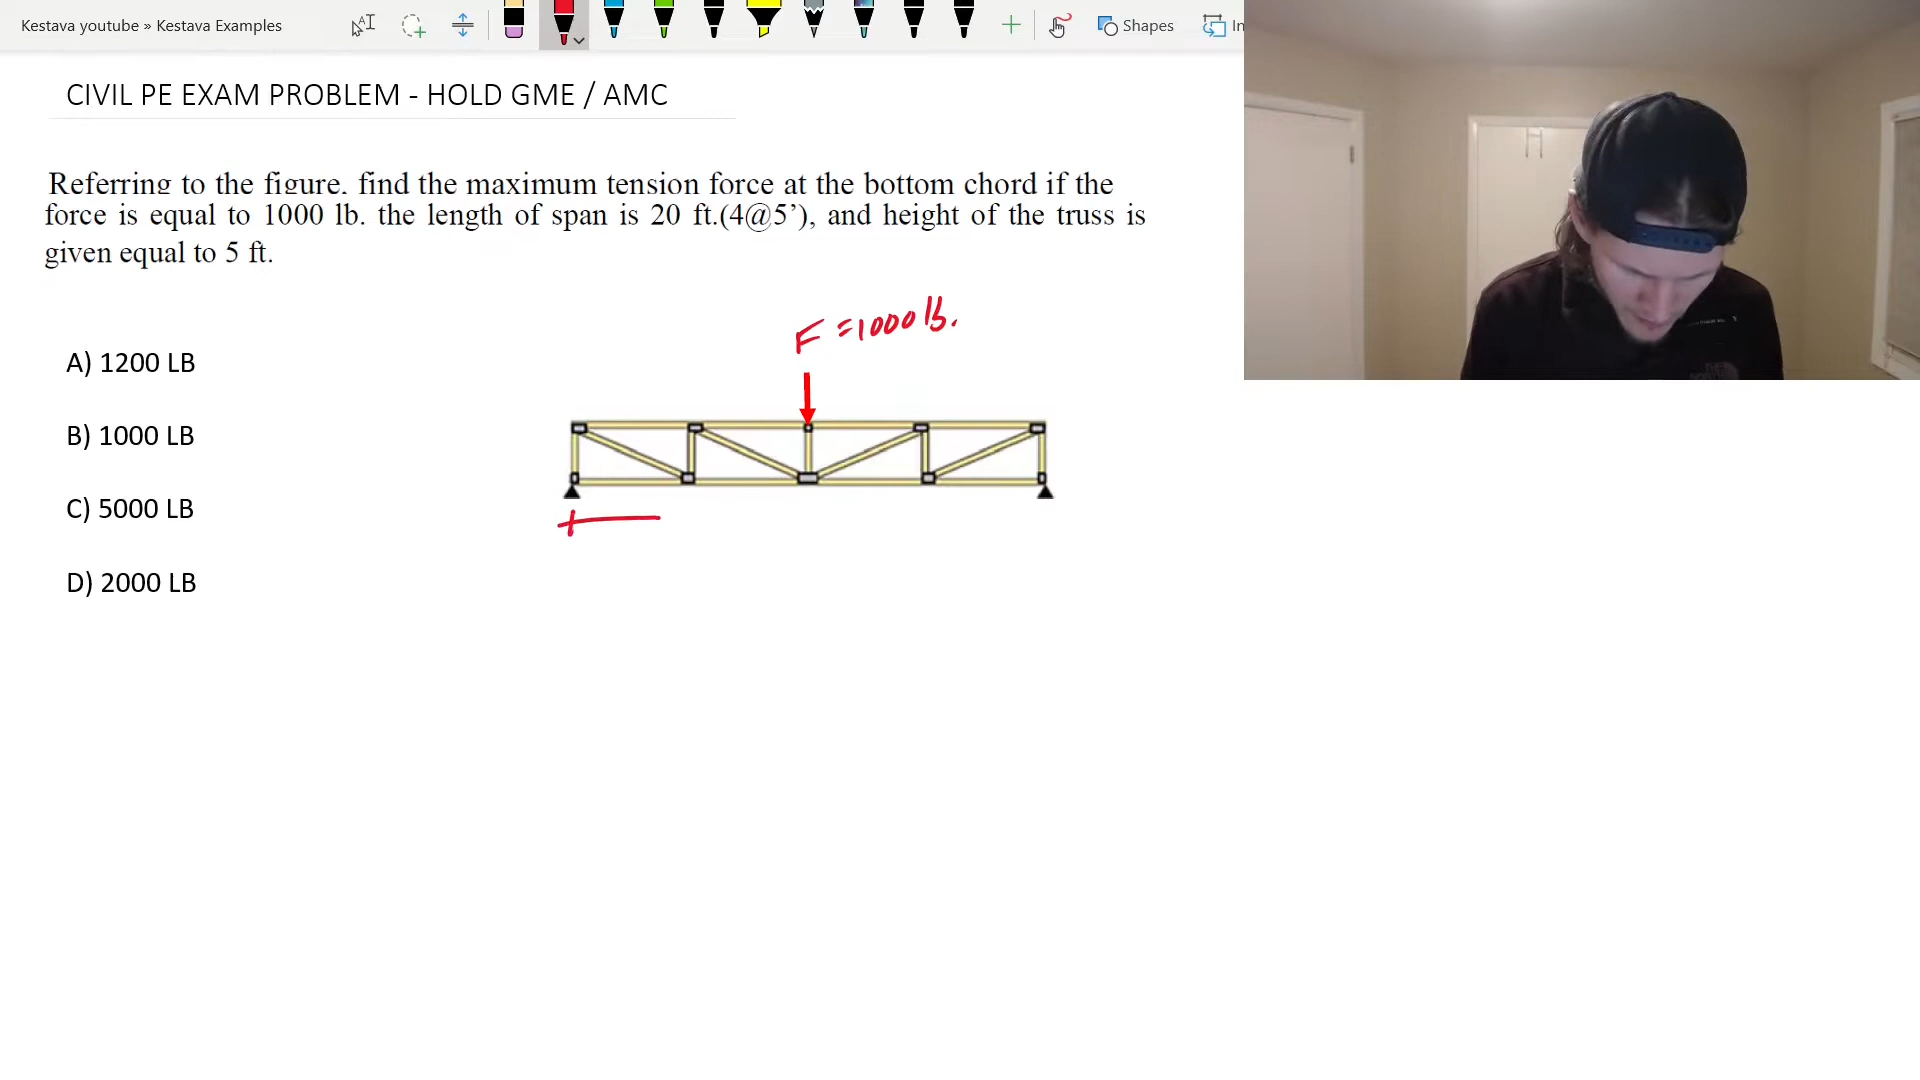 Kestava youtube » Kestava Examples
Shapes
In
CIVIL PE EXAM PROBLEM - HOLD GME / AMC
Referring to the figure, find the maximum tension force at the bottom chord if the
force is equal to 1000 lb. the length of span is 20 ft.(4@5’), and height of the truss is
given equal to 5 ft.
F = 1000 lb.
A) 1200 LB
B) 1000 LB
C) 5000 LB
D) 2000 LB